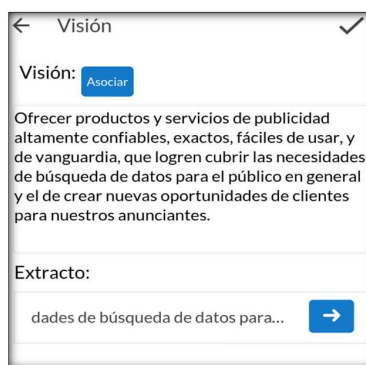 Visión
Visión:
Asociar
Ofrecer productos y servicios de publicidad
altamente confiables, exactos, fáciles de usar, y
de vanguardia, que logren cubrir las necesidades
de búsqueda de datos para el público en general
y el de crear nuevas oportunidades de clientes
para nuestros anunciantes.
Extracto:
dades de búsqueda de datos para...